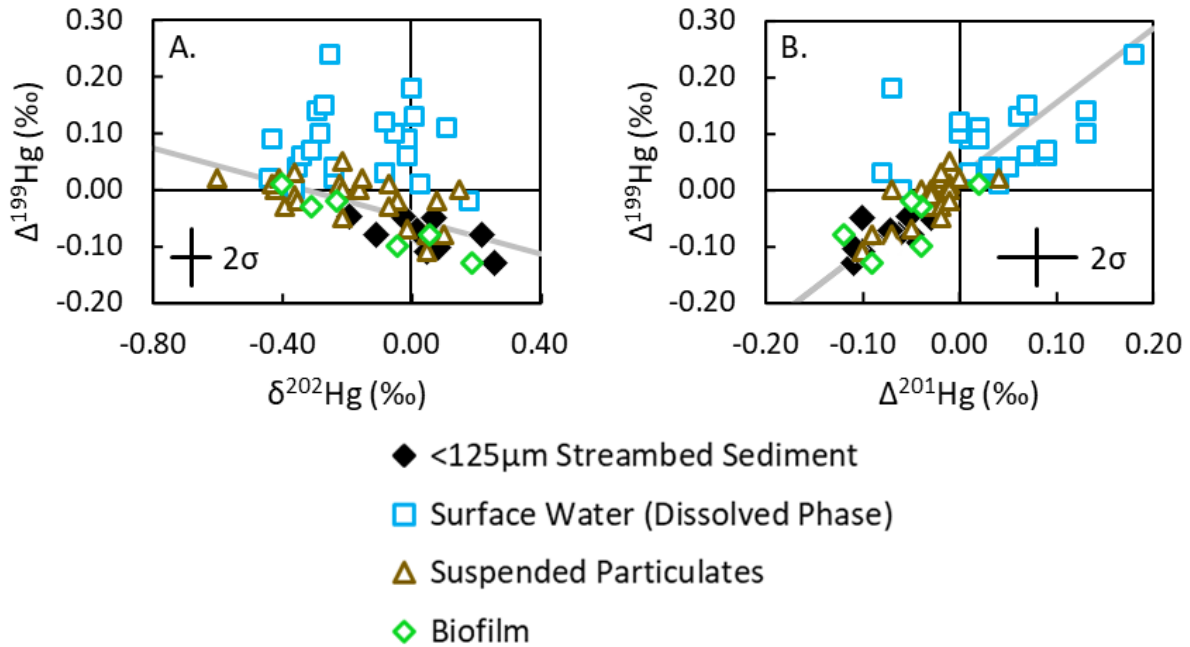 A.
Δ¹⁹⁹Hg (‰)
0.30
0.20
0.10
0.00
-0.10
-0.20
2σ
-0.80 -0.40 0.00 0.40
δ²⁰²Hg (‰)
B.
Δ¹⁹⁹Hg (‰)
0.30
0.20
0.10
0.00
-0.10
-0.20
2σ
-0.20 -0.10 0.00 0.10 0.20
Δ²⁰¹Hg (‰)
<125µm Streambed Sediment
Surface Water (Dissolved Phase)
Suspended Particulates
Biofilm